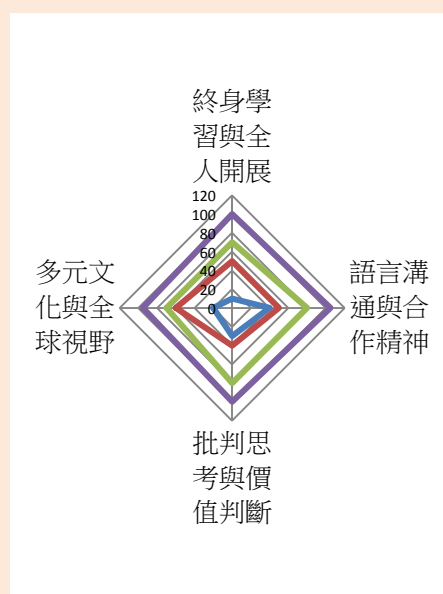 終身學
習與全
人開展
120
100
80
60
40
20
0
多元文
化與全
球視野
語言溝
通與合
作精神
批判思
考與價
值判斷